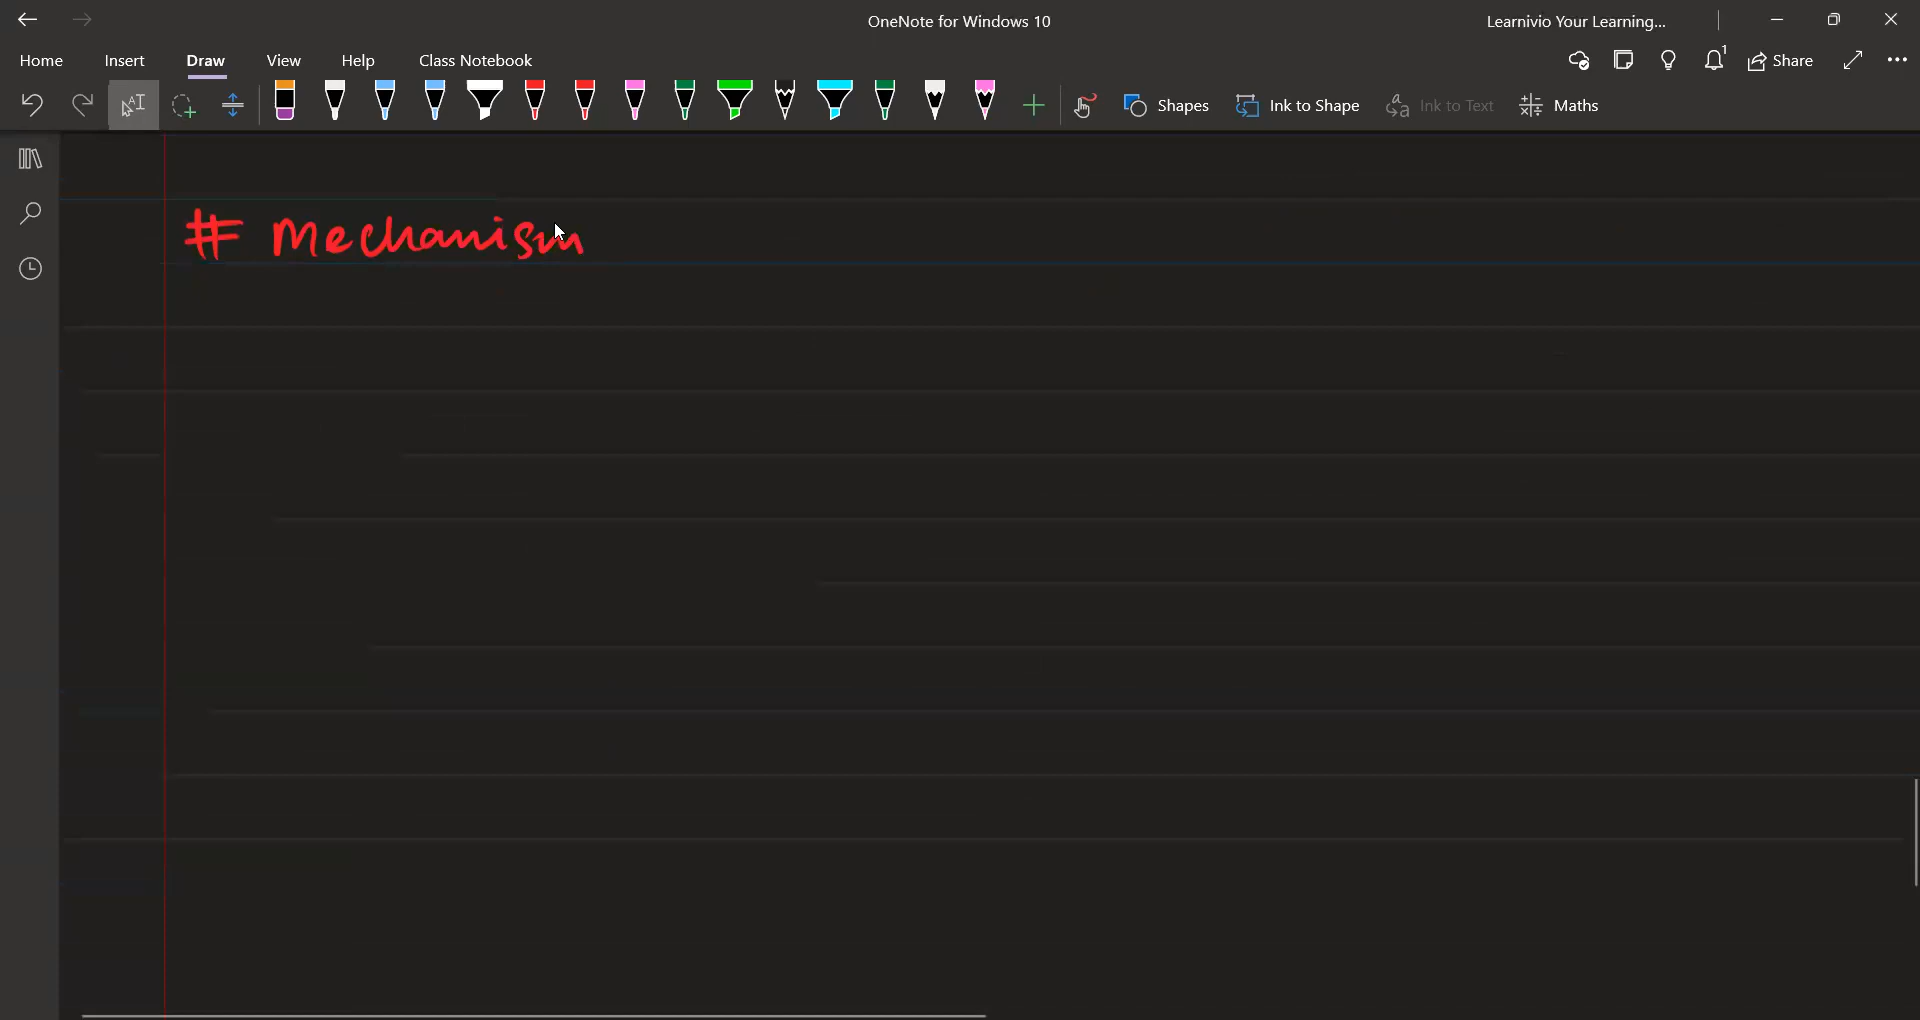 OneNote for Windows 10
Learnivio Your Learning...
Home Insert Draw View Help Class Notebook
1
Share
Shapes Ink to Shape Ink to Text Maths
# Mechanism